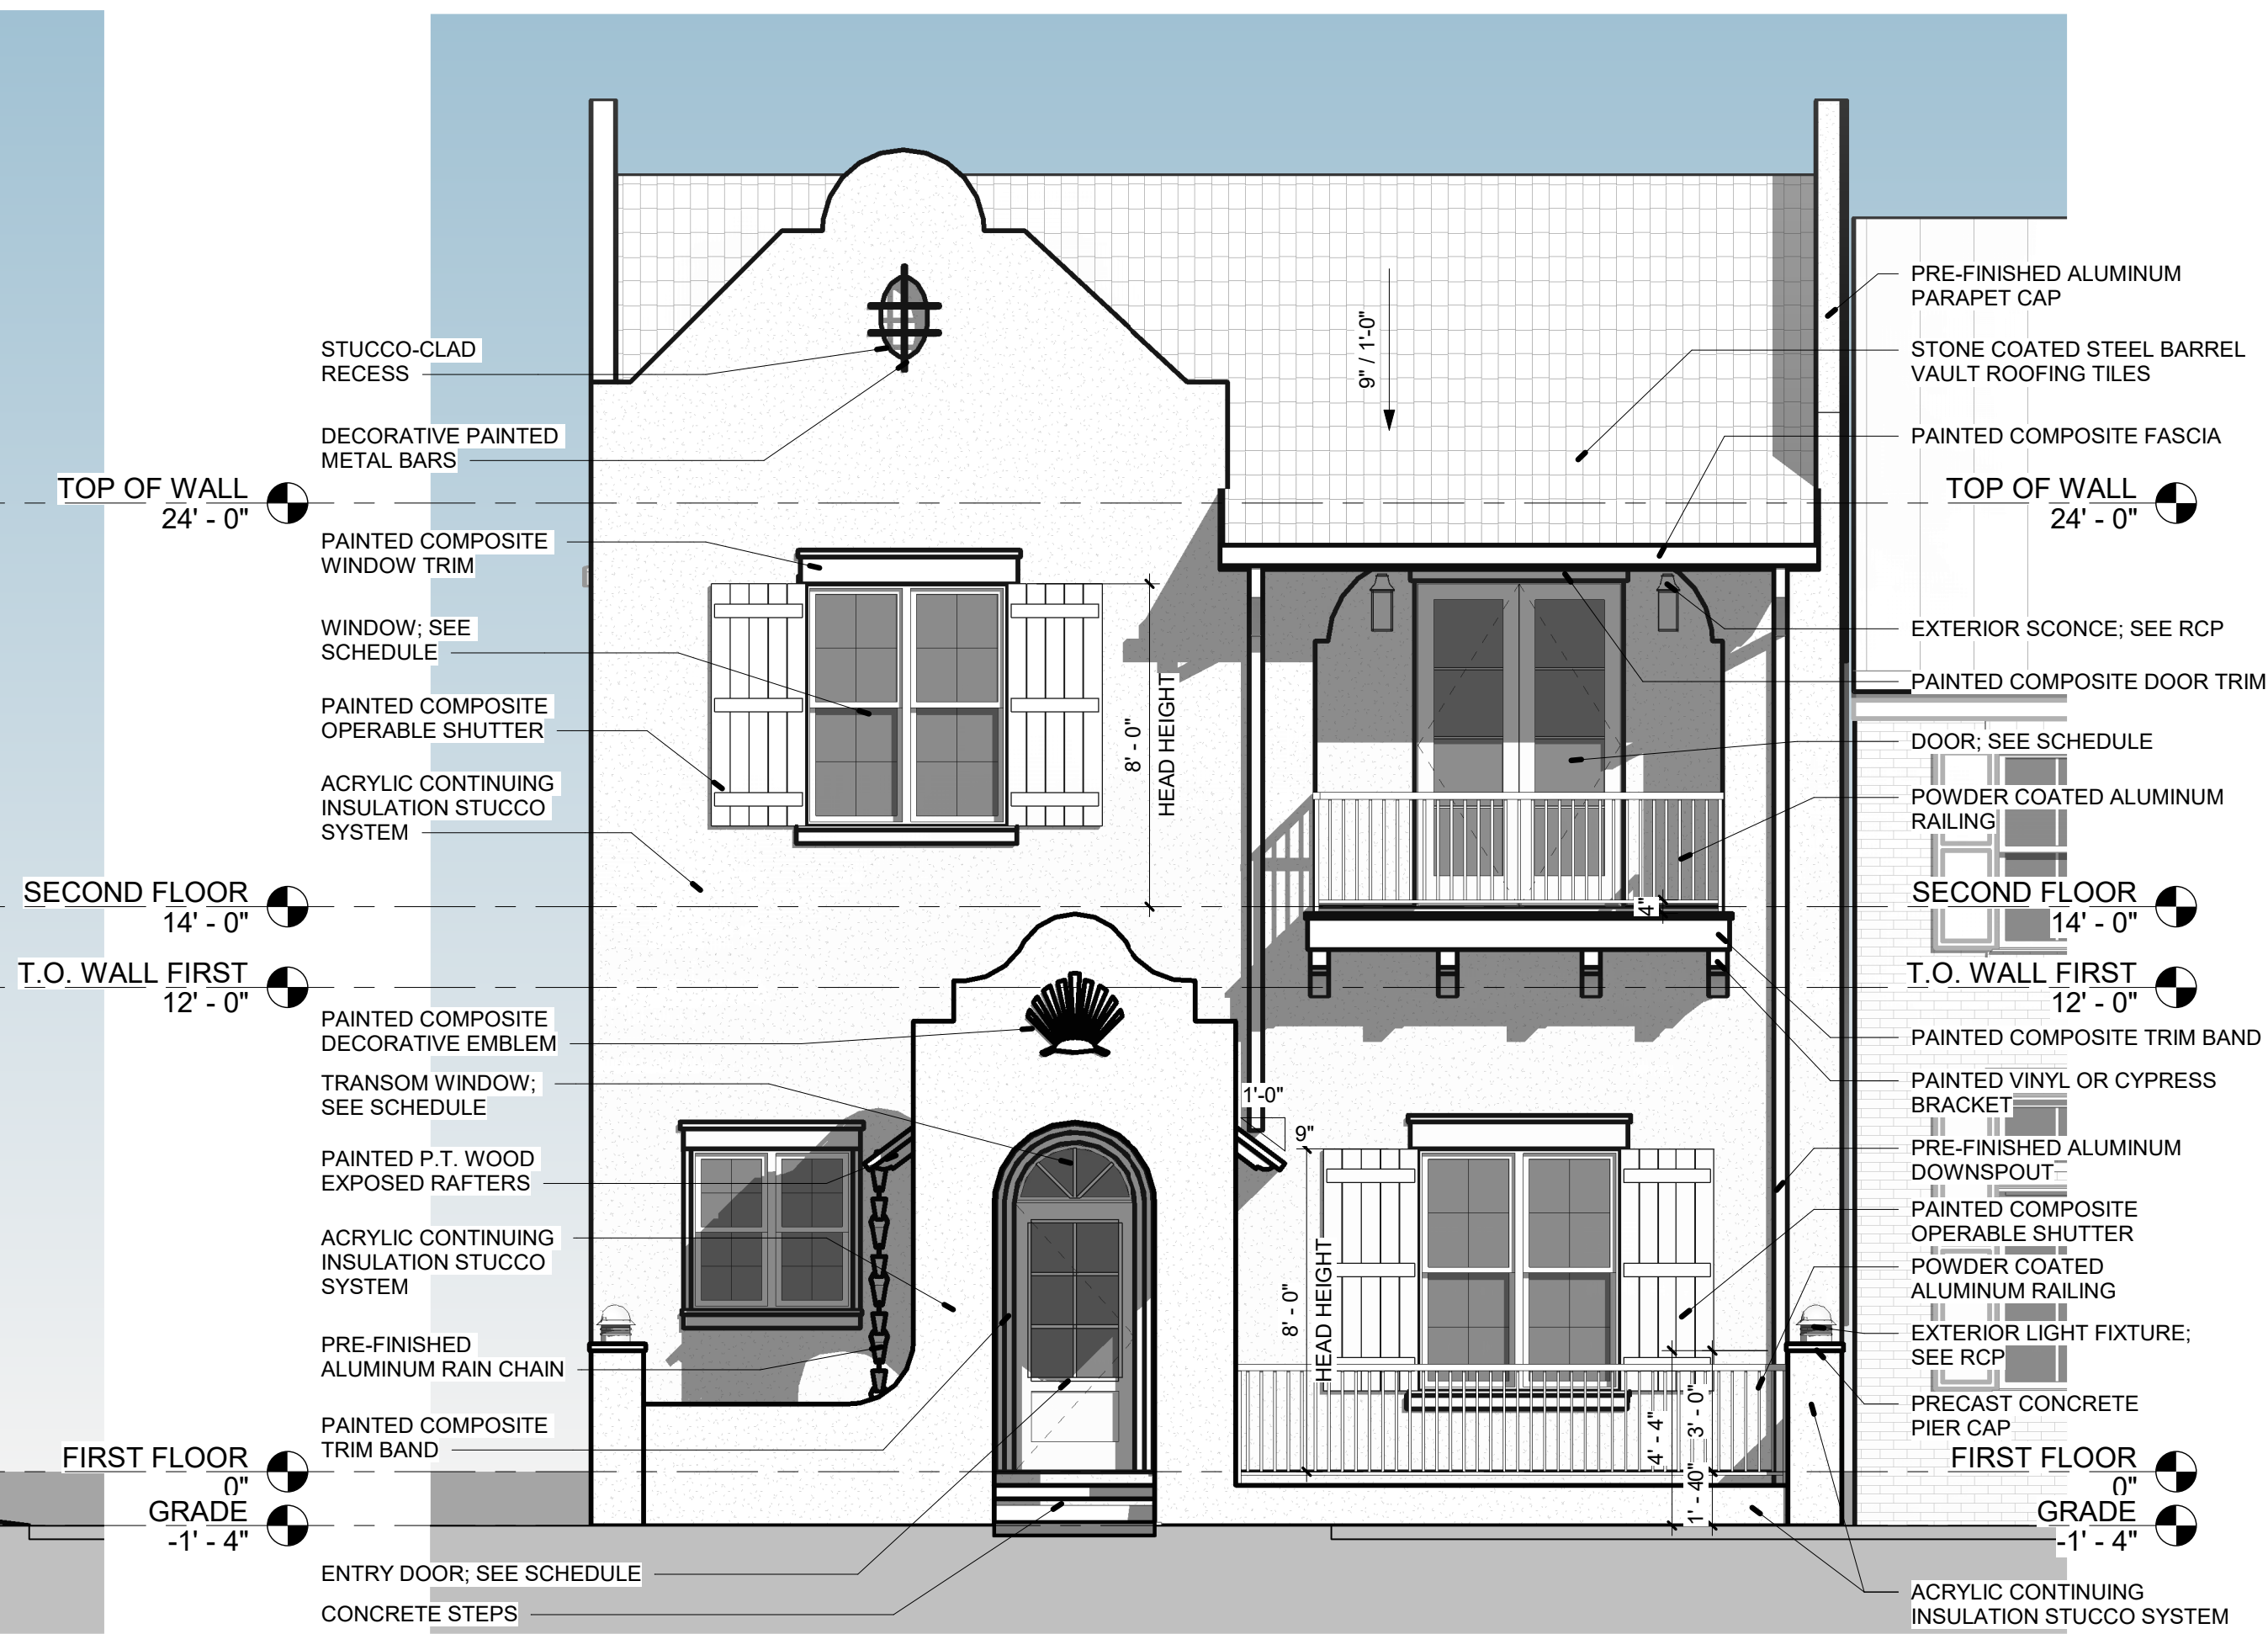 STUCCO-CLAD
RECESS
DECORATIVE PAINTED
METAL BARS
TOP OF WALL
24' - 0"
PAINTED COMPOSITE
WINDOW TRIM
WINDOW; SEE
SCHEDULE
PAINTED COMPOSITE
OPERABLE SHUTTER
ACRYLIC CONTINUING
INSULATION STUCCO
SYSTEM
SECOND FLOOR
14' - 0"
T.O. WALL FIRST
12' - 0"
PAINTED COMPOSITE
DECORATIVE EMBLEM
TRANSOM WINDOW;
SEE SCHEDULE
PAINTED P.T. WOOD
EXPOSED RAFTERS
ACRYLIC CONTINUING
INSULATION STUCCO
SYSTEM
PRE-FINISHED
ALUMINUM RAIN CHAIN
PAINTED COMPOSITE
TRIM BAND
FIRST FLOOR
0"
GRADE
-1' - 4"
ENTRY DOOR; SEE SCHEDULE
CONCRETE STEPS
9" / 1'-0"
8' - 0"
HEAD HEIGHT
4"
1'-0"
9"
8' - 0"
HEAD HEIGHT
4' - 4"
3' - 0"
1' - 4"
0"
PRE-FINISHED ALUMINUM
PARAPET CAP
STONE COATED STEEL BARREL
VAULT ROOFING TILES
PAINTED COMPOSITE FASCIA
TOP OF WALL
24' - 0"
EXTERIOR SCONCE; SEE RCP
PAINTED COMPOSITE DOOR TRIM
DOOR; SEE SCHEDULE
POWDER COATED ALUMINUM
RAILING
SECOND FLOOR
14' - 0"
T.O. WALL FIRST
12' - 0"
PAINTED COMPOSITE TRIM BAND
PAINTED VINYL OR CYPRESS
BRACKET
PRE-FINISHED ALUMINUM
DOWNSPOUT
PAINTED COMPOSITE
OPERABLE SHUTTER
POWDER COATED
ALUMINUM RAILING
EXTERIOR LIGHT FIXTURE;
SEE RCP
PRECAST CONCRETE
PIER CAP
FIRST FLOOR
0"
GRADE
-1' - 4"
ACRYLIC CONTINUING
INSULATION STUCCO SYSTEM